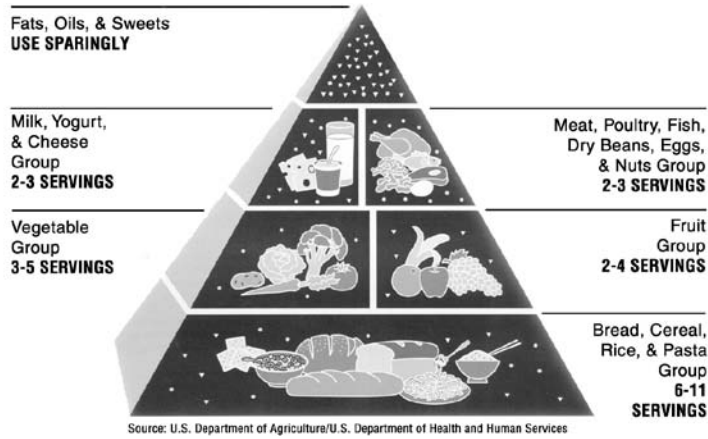 Fats, Oils, & Sweets
USE SPARINGLY
Milk, Yogurt,
& Cheese
Group
2-3 SERVINGS
Meat, Poultry, Fish,
Dry Beans, Eggs,
& Nuts Group
2-3 SERVINGS
Vegetable
Group
3-5 SERVINGS
Fruit
Group
2-4 SERVINGS
Bread, Cereal,
Rice, & Pasta
Group
6-11
SERVINGS
Source: U.S. Department of Agriculture/U.S. Department of Health and Human Services